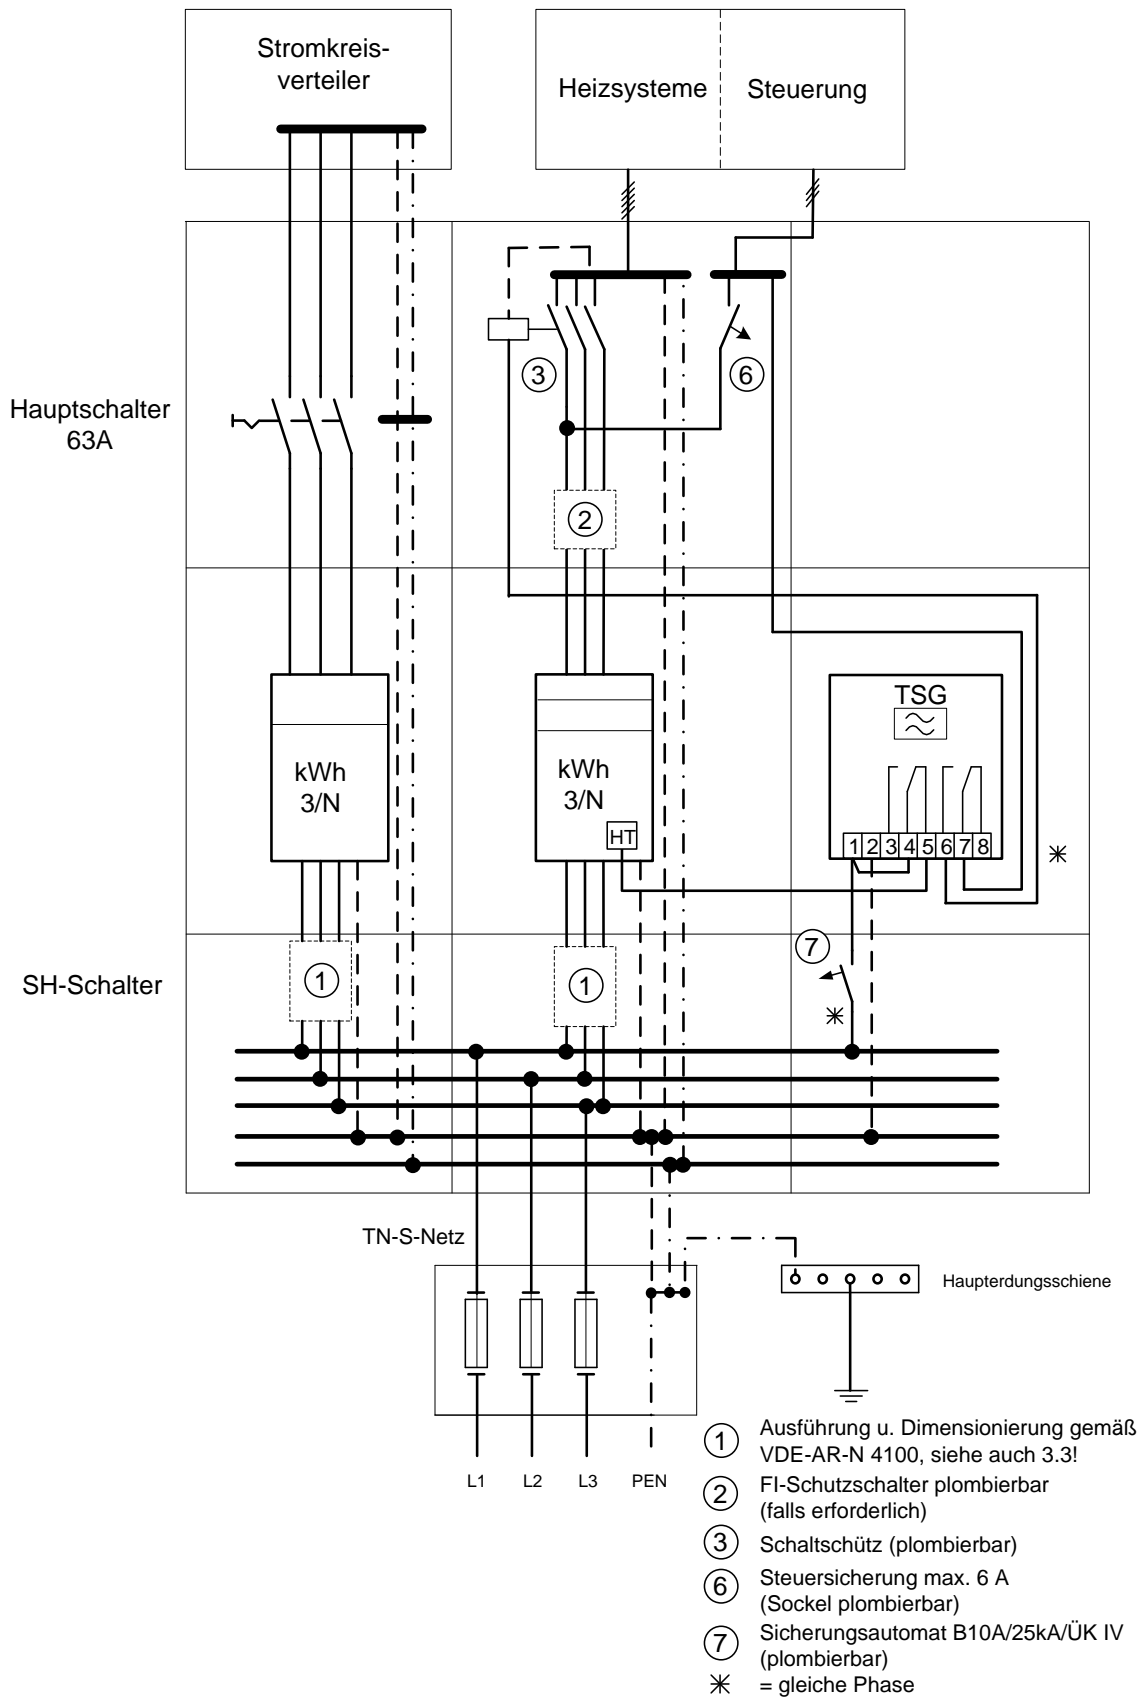 Stromkreis-
verteiler
Heizsysteme
Steuerung
3
6
Hauptschalter
63A
2
TSG
kWh
3/N
kWh
3/N
HT
1 2 3 4 5 6 7 8
7
SH-Schalter
1
1
TN-S-Netz
Haupterdungsschiene
L1
L2
L3
PEN
1 Ausführung u. Dimensionierung gemäß
VDE-AR-N 4100, siehe auch 3.3!
2 FI-Schutzschalter plombierbar
(falls erforderlich)
3 Schaltschütz (plombierbar)
6 Steuersicherung max. 6 A
(Sockel plombierbar)
7 Sicherungsautomat B10A/25kA/ÜK IV
(plombierbar)
= gleiche Phase